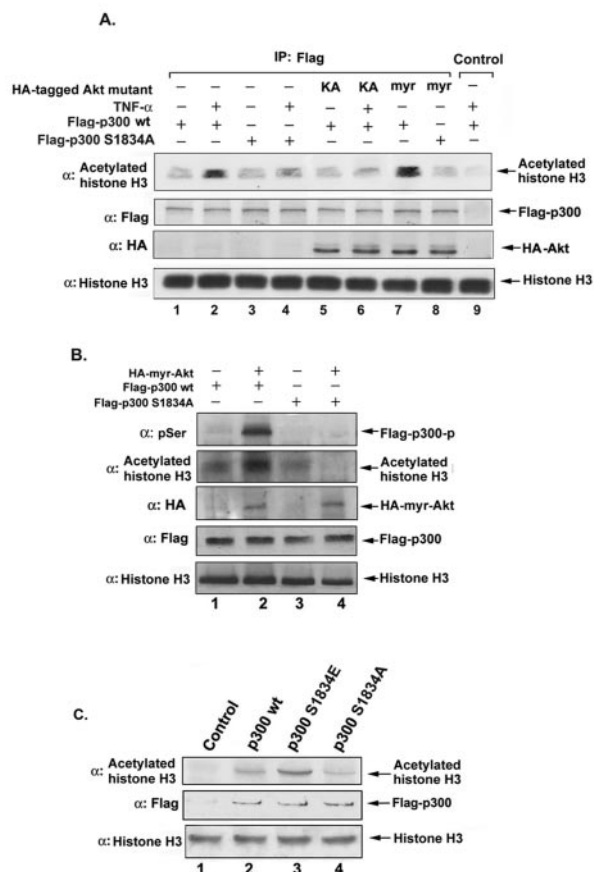 A.
IP: Flag
Control
HA-tagged Akt mutant – – – – KA KA myr myr –
TNF-α – + – + – + – – +
Flag-p300 wt + + – – + + + – +
Flag-p300 S1834A – – + + – – – + –
α: Acetylated histone H3
Acetylated histone H3
α: Flag
Flag-p300
α: HA
HA-Akt
α: Histone H3
Histone H3
1 2 3 4 5 6 7 8 9
B.
HA-myr-Akt – + – +
Flag-p300 wt + + – –
Flag-p300 S1834A – – + +
α: pSer
Flag-p300-p
α: Acetylated histone H3
Acetylated histone H3
α: HA
HA-myr-Akt
α: Flag
Flag-p300
α: Histone H3
Histone H3
1 2 3 4
C.
Control
p300 wt
p300 S1834E
p300 S1834A
α: Acetylated histone H3
Acetylated histone H3
α: Flag
Flag-p300
α: Histone H3
Histone H3
1 2 3 4